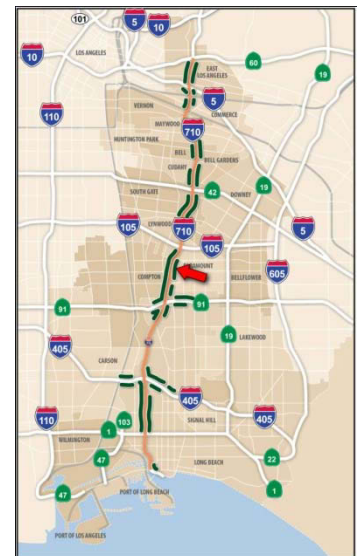 101
5
10
10
LOS ANGELES
EAST
LOS ANGELES
60
19
110
VERNON
5
COMMERCE
MAYWOOD
HUNTINGTON PARK
710
BELL
BELL GARDENS
CUDAHY
SOUTH GATE
42
DOWNEY
19
105
LYNWOOD
710
105
5
PARAMOUNT
COMPTON
BELLFLOWER
605
91
91
405
19
LAKEWOOD
CARSON
405
405
110
103
1
SIGNAL HILL
WILMINGTON
47
22
LONG BEACH
47
PORT OF LONG BEACH
1
PORT OF LOS ANGELES